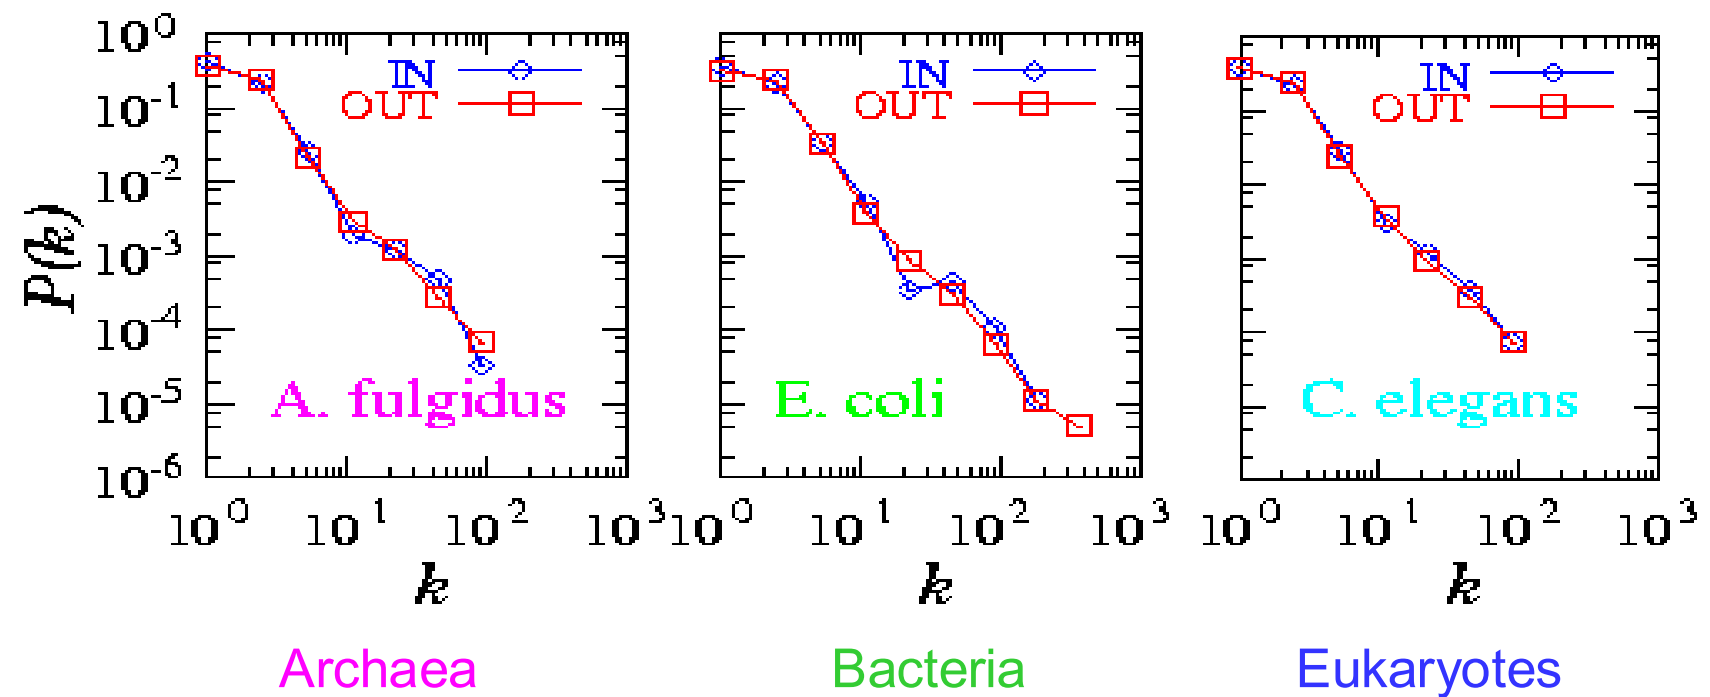 10^0
10^-1
10^-2
10^-3
10^-4
10^-5
10^-6
P(k)
IN
OUT
A. fulgidus
10^0 10^1 10^2 10^3
k
Archaea
IN
OUT
E. coli
10^0 10^1 10^2 10^3
k
Bacteria
IN
OUT
C. elegans
10^0 10^1 10^2 10^3
k
Eukaryotes